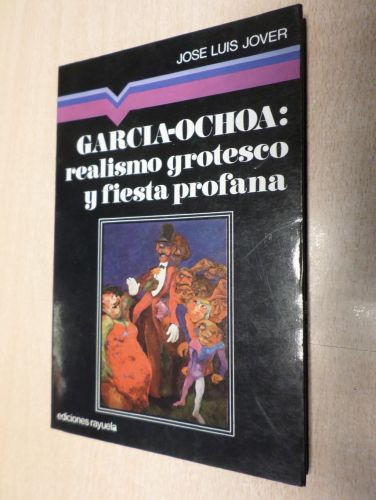 JOSE LUIS JOVER
GARCIA-OCHOA:
realismo grotesco
y fiesta profana
ediciones rayuela